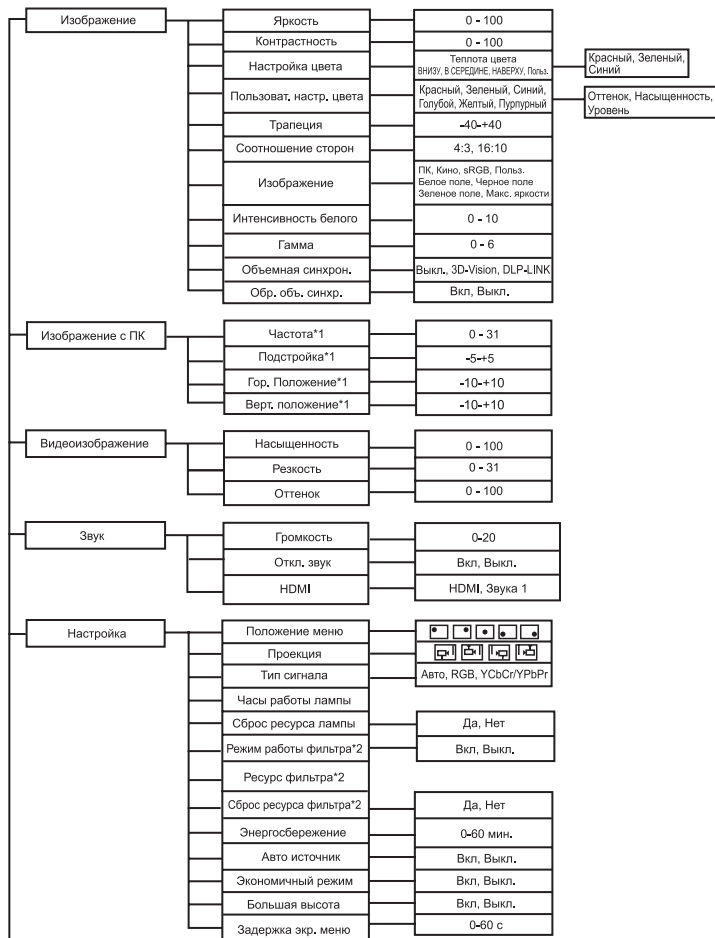 Изображение
Яркость
0 - 100
Контрастность
0 - 100
Настройка цвета
Теплота цвета
ВНИЗУ, В СЕРЕДИНЕ, НАВЕРХУ, Польз.
Красный, Зеленый,
Синий
Пользоват. настр. цвета
Красный, Зеленый, Синий,
Голубой, Желтый, Пурпурный
Оттенок, Насыщенность,
Уровень
Трапеция
-40-+40
Соотношение сторон
4:3, 16:10
Изображение
ПК, Кино, sRGB, Польз.
Белое поле, Черное поле
Зеленое поле, Макс. яркости
Интенсивность белого
0 - 10
Гамма
0 - 6
Объемная синхрон.
Выкл., 3D-Vision, DLP-LINK
Обр. об. синхр.
Вкл, Выкл.
Изображение с ПК
Частота*1
0 - 31
Подстройка*1
-5-+5
Гор. Положение*1
-10-+10
Верт. положение*1
-10-+10
Видеоизображение
Насыщенность
0 - 100
Резкость
0 - 31
Оттенок
0 - 100
Звук
Громкость
0-20
Откл. звук
Вкл, Выкл.
HDMI
HDMI, Звука 1
Настройка
Положение меню
Проекция
Тип сигнала
Авто, RGB, YCbCr/YPbPr
Часы работы лампы
Сброс ресурса лампы
Да, Нет
Режим работы фильтра*2
Вкл, Выкл.
Ресурс фильтра*2
Сброс ресурса фильтра*2
Да, Нет
Энергосбережение
0-60 мин.
Авто источник
Вкл, Выкл.
Экономичный режим
Вкл, Выкл.
Большая высота
Вкл, Выкл.
Задержка экр. меню
0-60 с